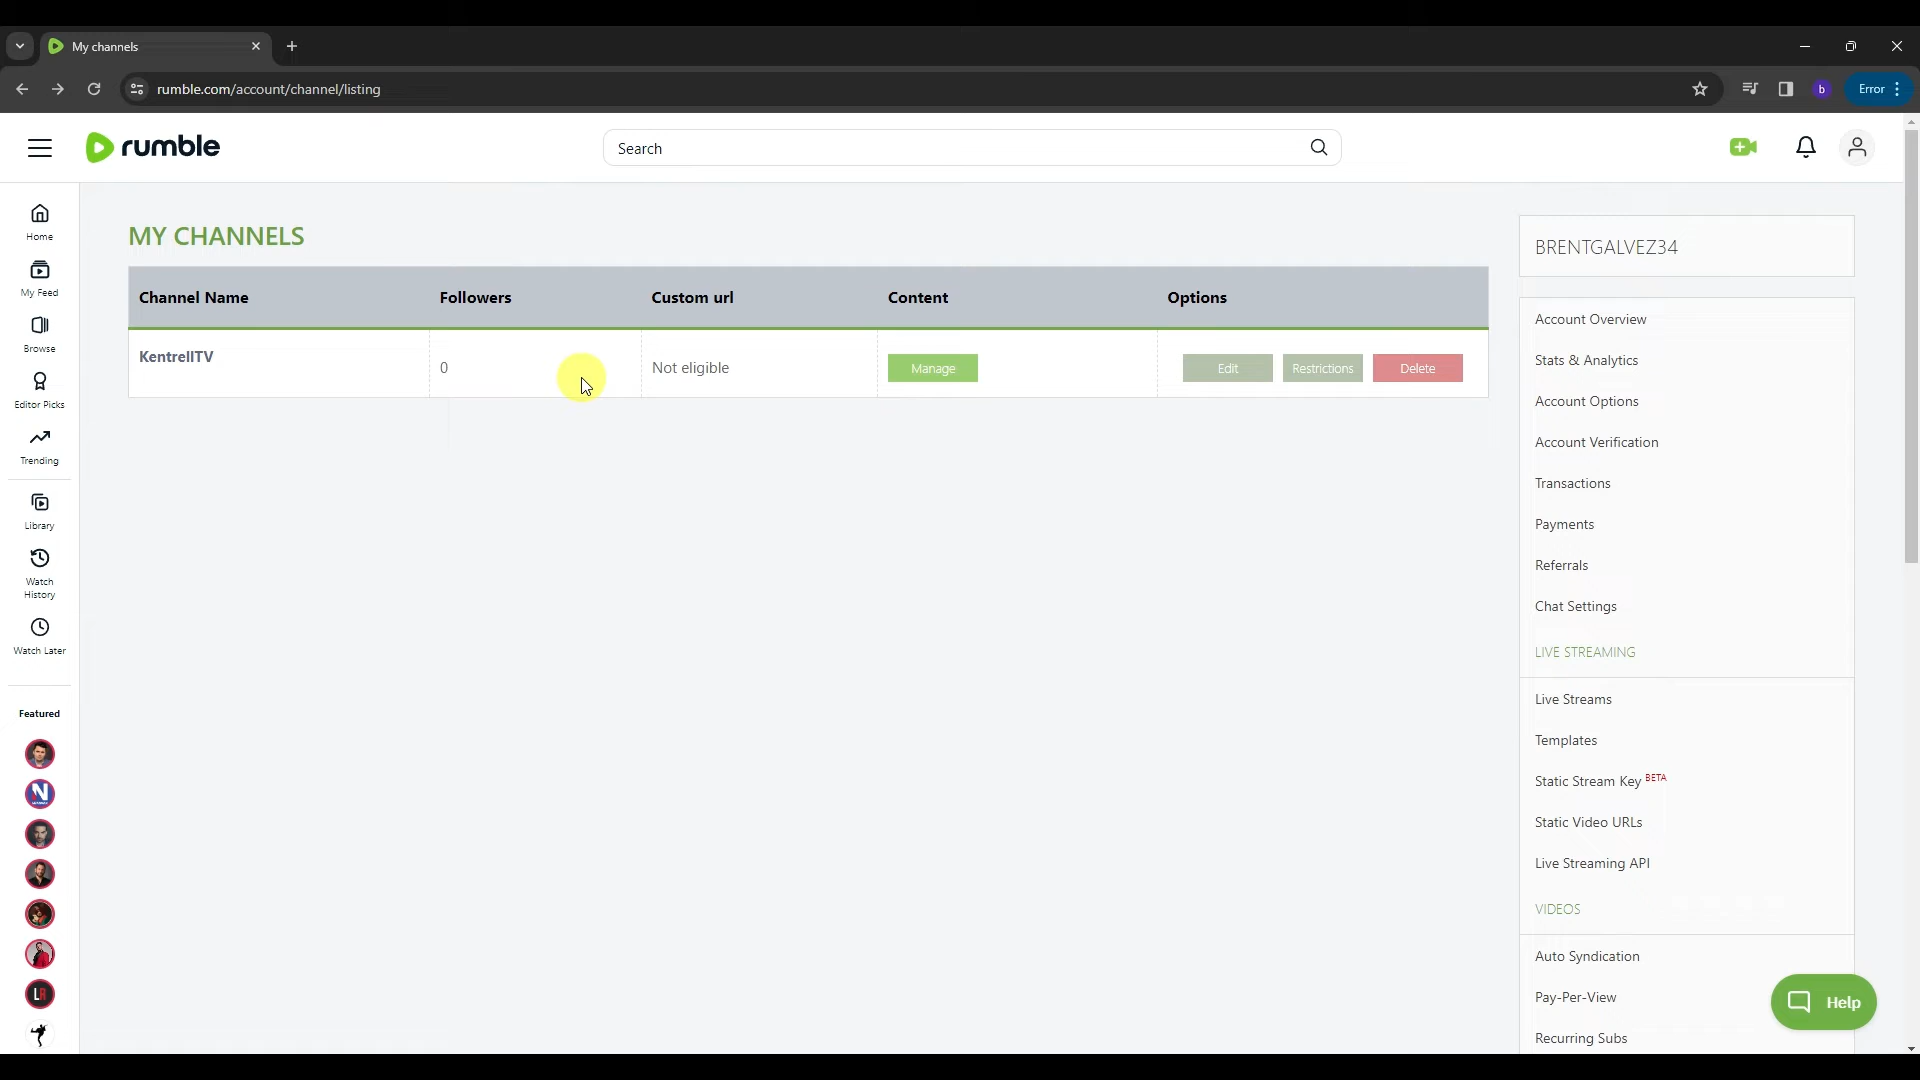 My channels
rumble.com/account/channel/listing
b
Error
rumble
Search
Home
My Feed
Browse
Editor Picks
Trending
Library
Watch
History
Watch Later
Featured
N
LR
MY CHANNELS
Channel Name Followers Custom url Content Options
KentrellTV 0 Not eligible Manage Edit Restrictions Delete
BRENTGALVEZ34
Account Overview
Stats & Analytics
Account Options
Account Verification
Transactions
Payments
Referrals
Chat Settings
LIVE STREAMING
Live Streams
Templates
Static Stream Key BETA
Static Video URLs
Live Streaming API
VIDEOS
Auto Syndication
Pay-Per-View
Recurring Subs
Help